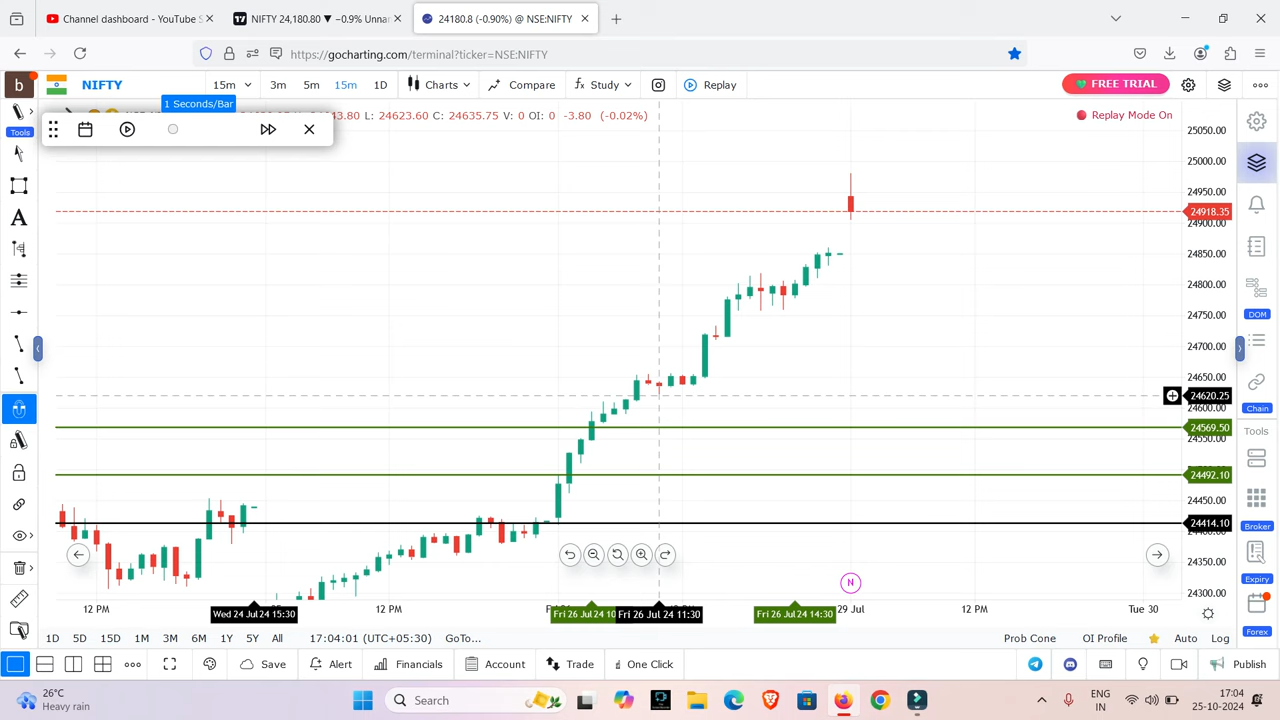 Channel dashboard - YouTube S
NIFTY 24,180.80 ▼ −0.9% Unnar
24180.8 (-0.90%) @ NSE:NIFTY
https://gocharting.com/terminal?ticker=NSE:NIFTY
b
NIFTY
15m
3m
5m
15m
1D
Charts
Compare
Study
Replay
FREE TRIAL
1 Seconds/Bar
43.80 L: 24623.60 C: 24635.75 V: 0 OI: 0 -3.80 (-0.02%)
Replay Mode On
Tools
A
25050.00
25000.00
24950.00
24918.35
24900.00
24850.00
24800.00
24750.00
24700.00
24650.00
24620.25
24600.00
24569.50
24550.00
24492.10
24450.00
24414.10
24350.00
24300.00
DOM
Chain
Tools
Broker
Expiry
Forex
N
12 PM
Wed 24 Jul 24 15:30
12 PM
Fri 26 Jul 24 10
Fri 26 Jul 24 11:30
Fri 26 Jul 24 14:30
29 Jul
12 PM
Tue 30
1D 5D 15D 1M 3M 6M 1Y 5Y All
17:04:01 (UTC+05:30)
GoTo...
Prob Cone
OI Profile
Auto
Log
Save
Alert
Financials
Account
Trade
One Click
Publish
26°C
Heavy rain
Search
ENG
IN
17:04
25-10-2024